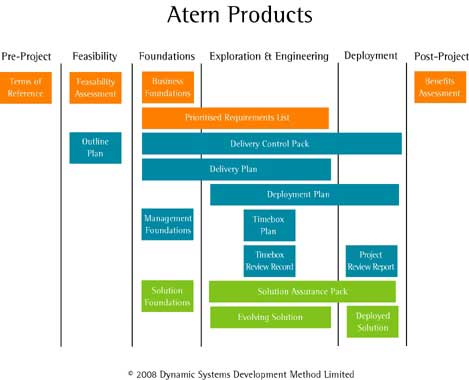 Atern Products
Pre-Project
Feasibility
Foundations
Exploration & Engineering
Deployment
Post-Project
Terms of
Reference
Feasability
Assessment
Business
Foundations
Benefits
Assessment
Prioritised Requirements List
Outline
Plan
Delivery Control Pack
Delivery Plan
Deployment Plan
Management
Foundations
Timebox
Plan
Timebox
Review Record
Project
Review Report
Solution
Foundations
Solution Assurance Pack
Evolving Solution
Deployed
Solution
© 2008 Dynamic Systems Development Method Limited